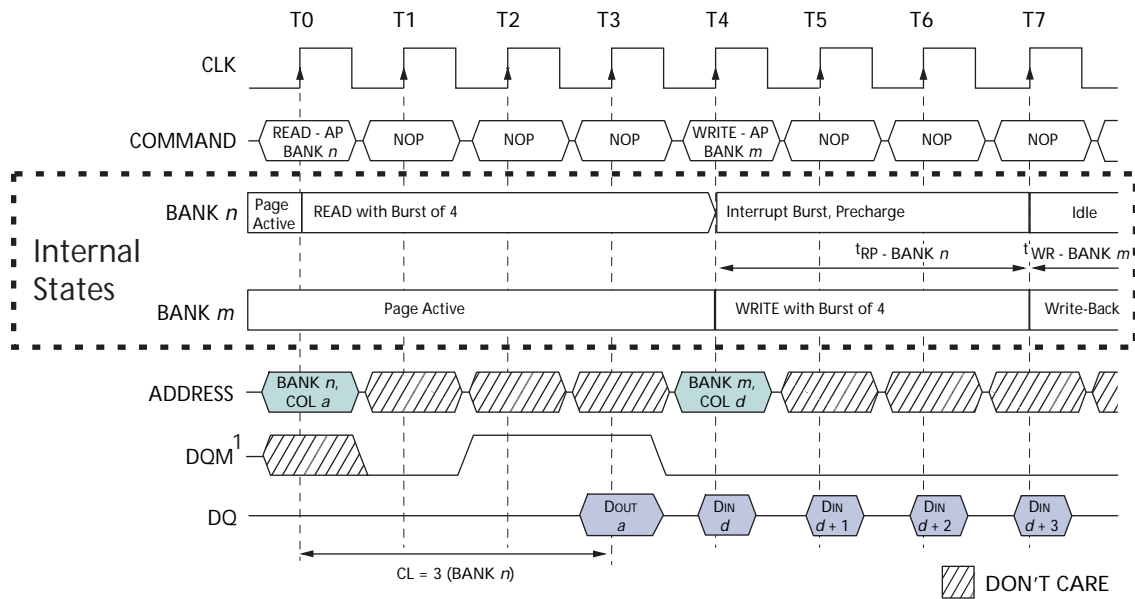 T0 T1 T2 T3 T4 T5 T6 T7
CLK
COMMAND
READ - AP
BANK n
NOP
NOP
NOP
WRITE - AP
BANK m
NOP
NOP
NOP
Internal
States
BANK n
Page
Active
READ with Burst of 4
Interrupt Burst, Precharge
Idle
tRP - BANK n
tWR - BANK m
BANK m
Page Active
WRITE with Burst of 4
Write-Back
ADDRESS
BANK n,
COL a
BANK m,
COL d
DQM1
DQ
DOUT
a
DIN
d
DIN
d + 1
DIN
d + 2
DIN
d + 3
CL = 3 (BANK n)
DON'T CARE